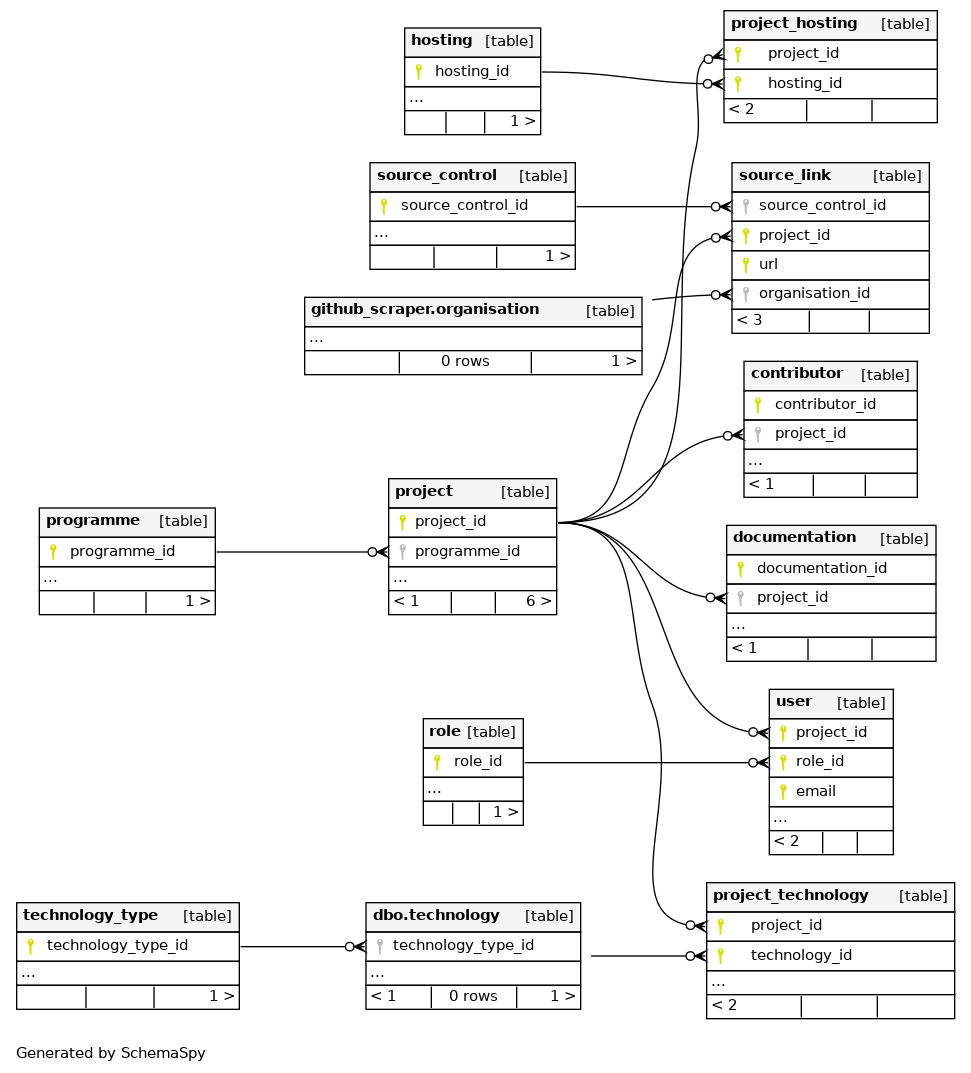 hosting [table]
hosting_id
...
1 >
project_hosting [table]
project_id
hosting_id
< 2
source_control [table]
source_control_id
...
1 >
source_link [table]
source_control_id
project_id
url
organisation_id
< 3
github_scraper.organisation [table]
...
0 rows 1 >
contributor [table]
contributor_id
project_id
...
< 1
programme [table]
programme_id
...
1 >
project [table]
project_id
programme_id
...
< 1 6 >
documentation [table]
documentation_id
project_id
...
< 1
role [table]
role_id
...
1 >
user [table]
project_id
role_id
email
...
< 2
technology_type [table]
technology_type_id
...
1 >
dbo.technology [table]
technology_type_id
...
< 1 0 rows 1 >
project_technology [table]
project_id
technology_id
...
< 2
Generated by SchemaSpy